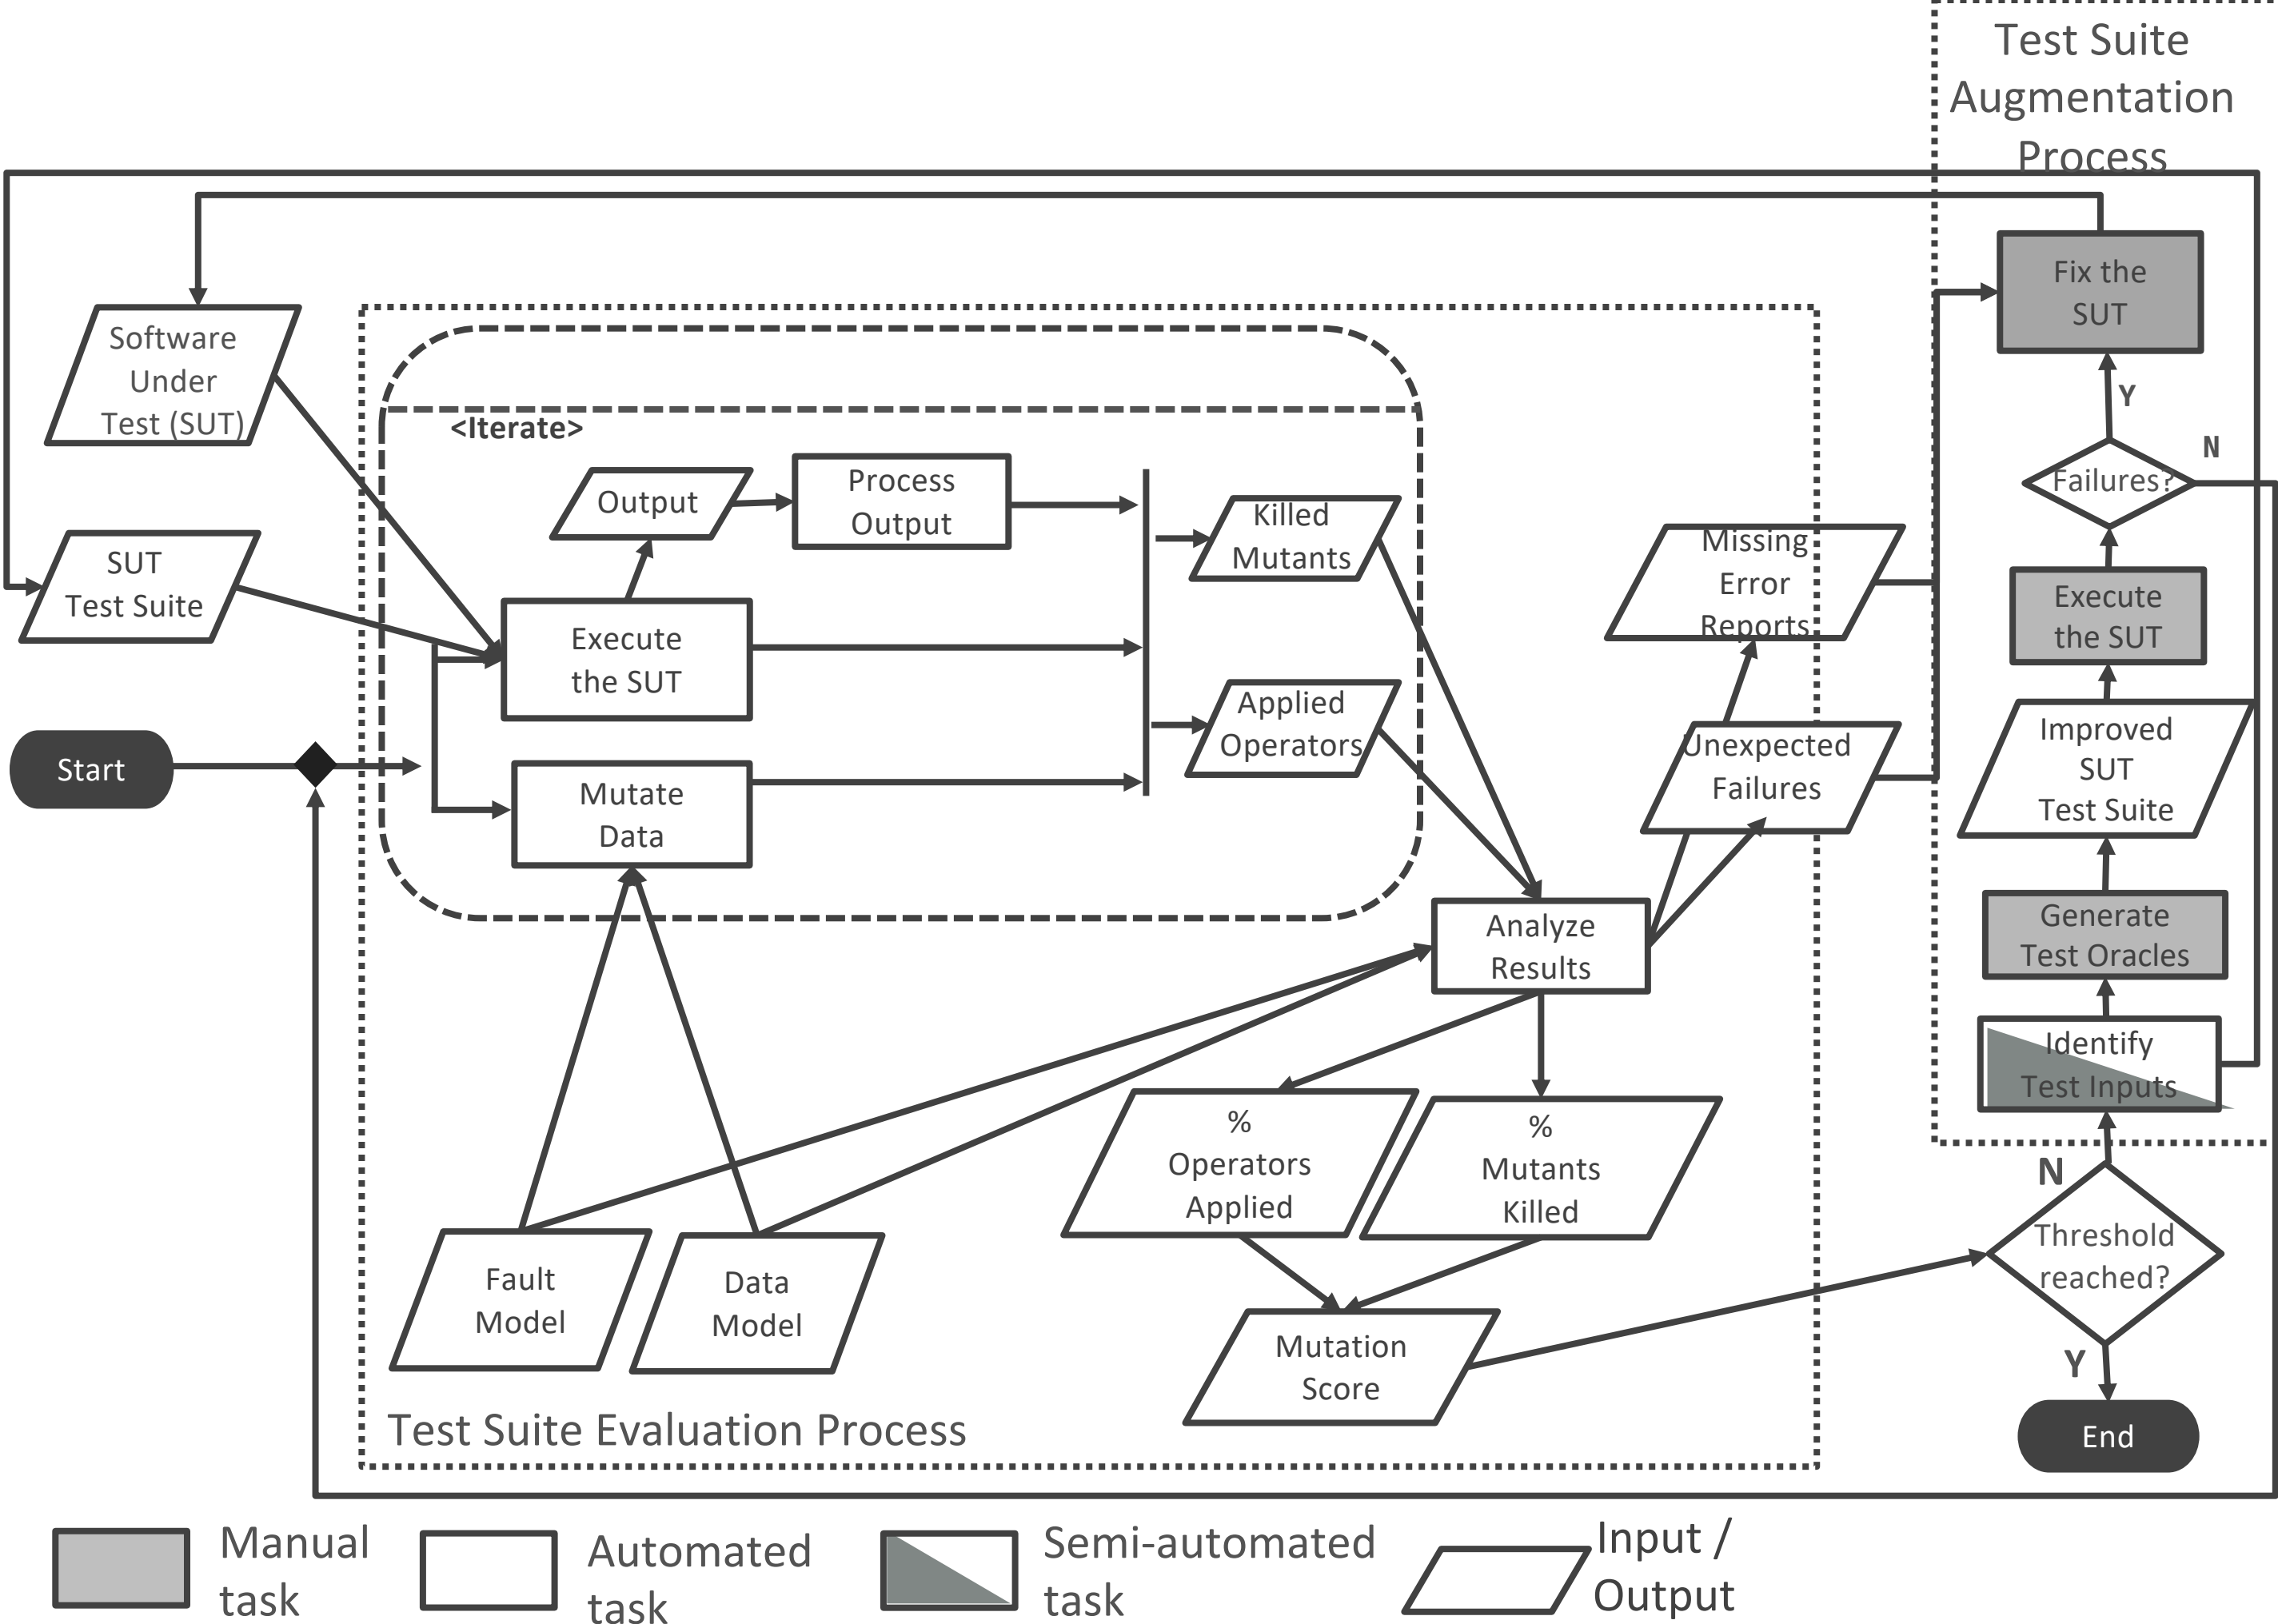 Test Suite
Augmentation
Process
Fix the
SUT
Software
Under
Test (SUT)
Y
<Iterate>
Failures?
N
Process
Output
Output
Killed
Mutants
Missing
Error
Reports
SUT
Test Suite
Execute
the SUT
Execute
the SUT
Applied
Operators
Unexpected
Failures
Improved
SUT
Test Suite
Start
Mutate
Data
Analyze
Results
Generate
Test Oracles
Identify
Test Inputs
%
Operators
Applied
%
Mutants
Killed
N
Threshold
reached?
Fault
Model
Data
Model
Mutation
Score
Y
Test Suite Evaluation Process
End
Manual
task
Automated
task
Semi-automated
task
Input /
Output